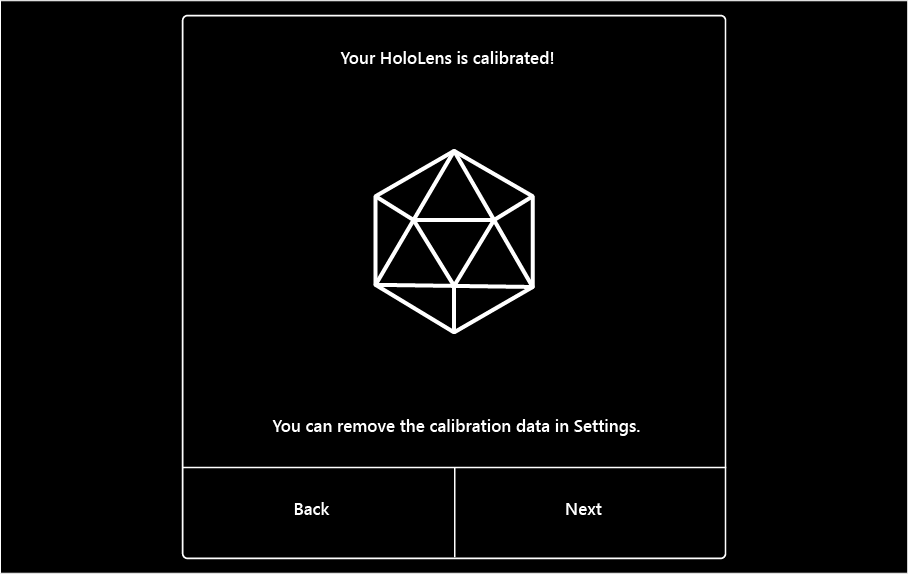 Your HoloLens is calibrated!
You can remove the calibration data in Settings.
Back
Next